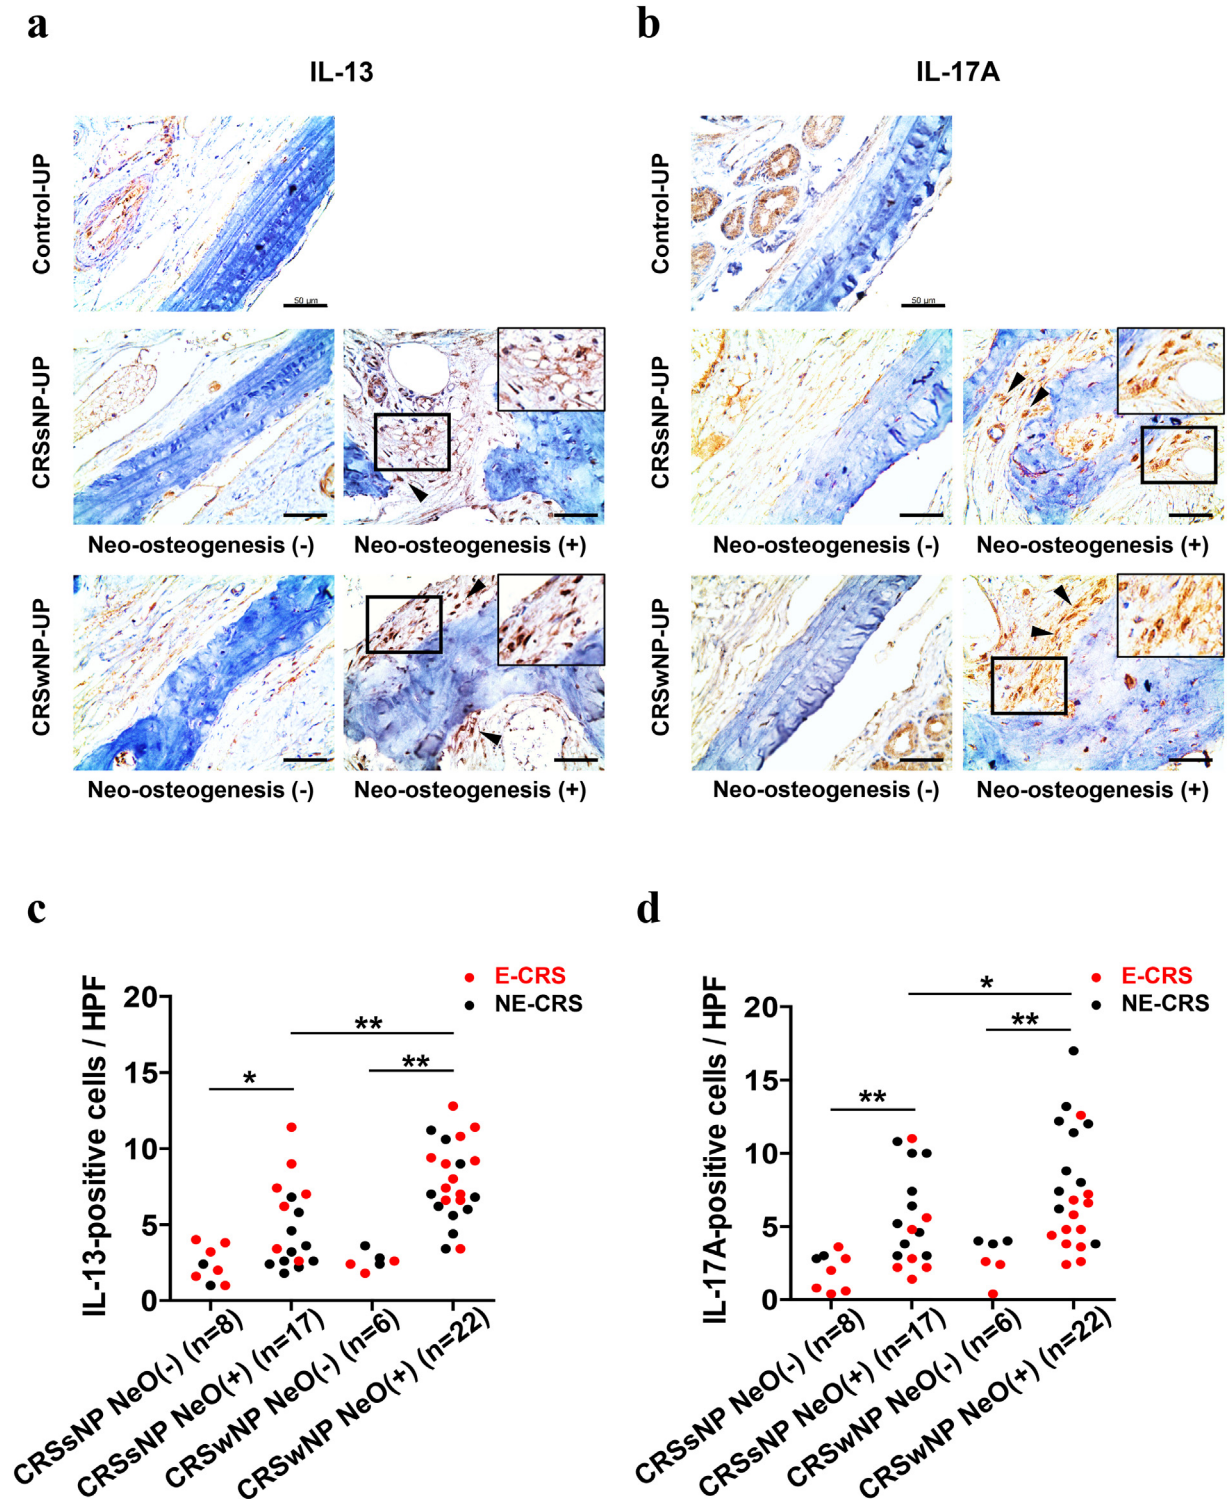 a
b
IL-13
IL-17A
Control-UP
50 μm
Control-UP
50 μm
CRSsNP-UP
CRSsNP-UP
Neo-osteogenesis (-)
Neo-osteogenesis (+)
Neo-osteogenesis (-)
Neo-osteogenesis (+)
CRSwNP-UP
CRSwNP-UP
Neo-osteogenesis (-)
Neo-osteogenesis (+)
Neo-osteogenesis (-)
Neo-osteogenesis (+)
c
d
E-CRS
NE-CRS
IL-13-positive cells / HPF
20
15
10
5
0
*
**
**
CRSsNP NeO(-) (n=8)
CRSsNP NeO(+) (n=17)
CRSwNP NeO(-) (n=6)
CRSwNP NeO(+) (n=22)
E-CRS
NE-CRS
IL-17A-positive cells / HPF
20
15
10
5
0
**
*
**
CRSsNP NeO(-) (n=8)
CRSsNP NeO(+) (n=17)
CRSwNP NeO(-) (n=6)
CRSwNP NeO(+) (n=22)